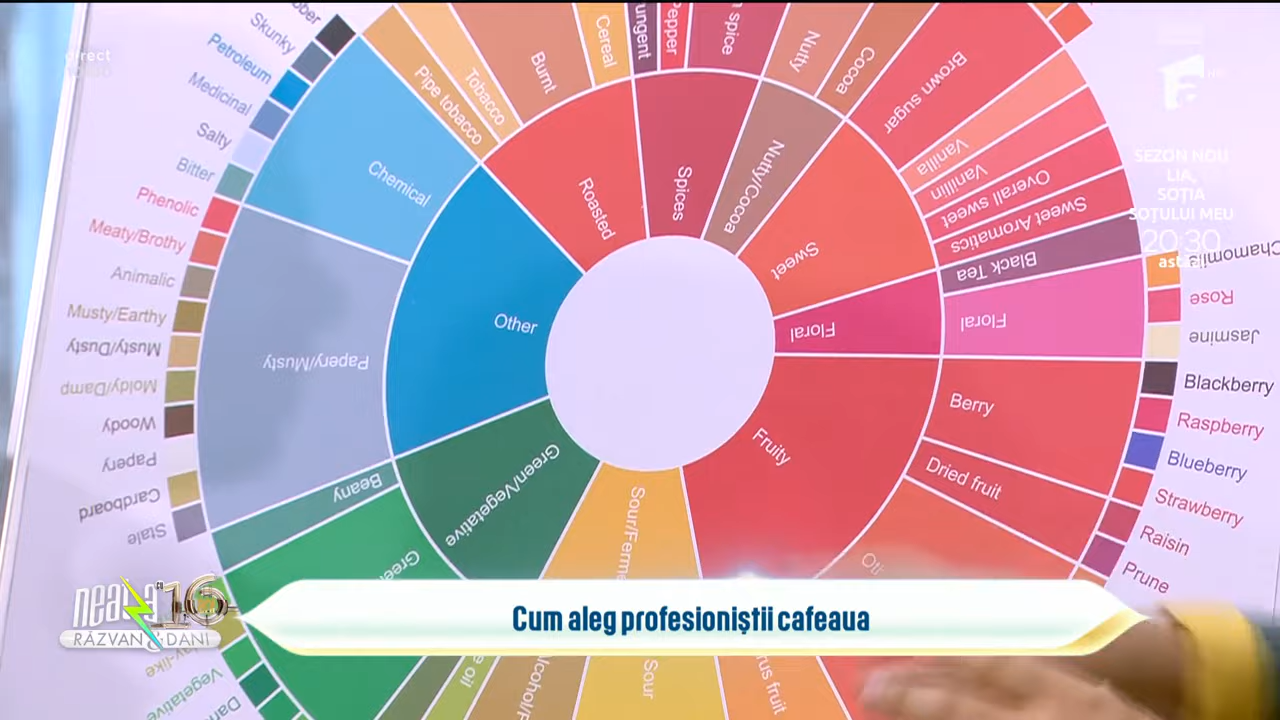 direct
SEZON NOU
LIA,
SOȚIA
SOȚULUI MEU
20:30
Skunky
Petroleum
Medicinal
Salty
Bitter
Phenolic
Meaty/Brothy
Animalic
Musty/Earthy
Musty/Dusty
Moldy/Damp
Woody
Papery
Cardboard
Stale
Vegetative
Chemical
Papery/Musty
Beany
Pipe tobacco
Tobacco
Burnt
Cereal
Nutty
Cocoa
Brown sugar
Vanilla
Vanillin
Overall sweet
Sweet Aromatics
Black Tea
Floral
Berry
Dried fruit
Sour
Other
Roasted
Spices
Nutty/Cocoa
Sweet
Floral
Fruity
Green/Vegetative
Rose
Jasmine
Blackberry
Raspberry
Blueberry
Strawberry
Raisin
Prune
neatza cu 16
RĂZVAN & DANI
Cum aleg profesioniștii cafeaua